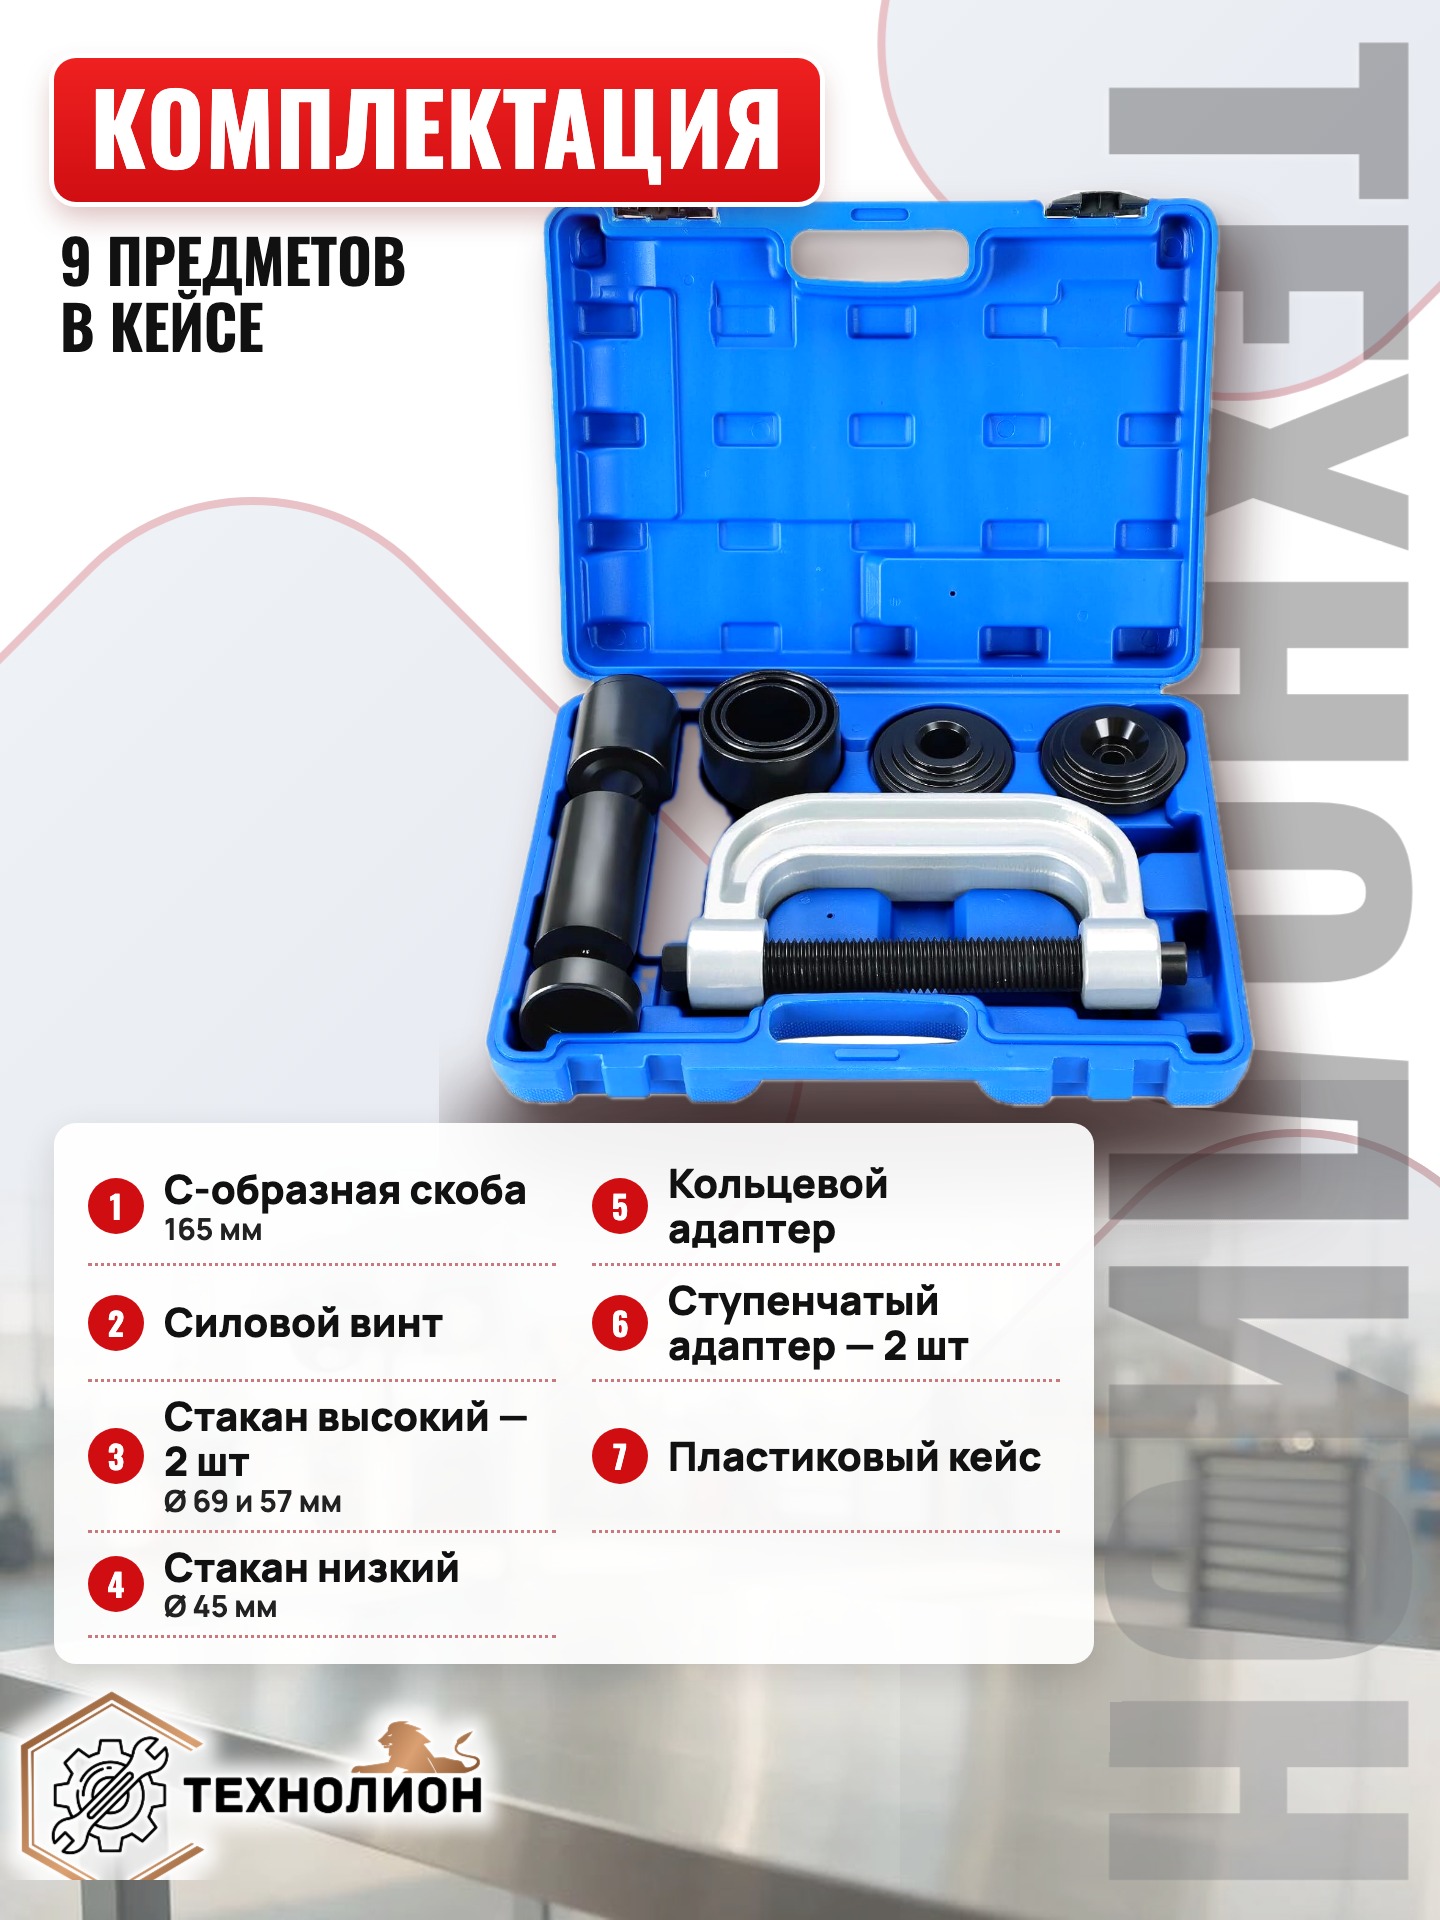 КОМПЛЕКТАЦИЯ
9 ПРЕДМЕТОВ
В КЕЙСЕ
1
С-образная скоба
165 мм
2
Силовой винт
3
Стакан высокий —
2 шт
Ø 69 и 57 мм
4
Стакан низкий
Ø 45 мм
5
Кольцевой
адаптер
6
Ступенчатый
адаптер — 2 шт
7
Пластиковый кейс
ТЕХНОЛИОН
ТЕХНОЛИОН